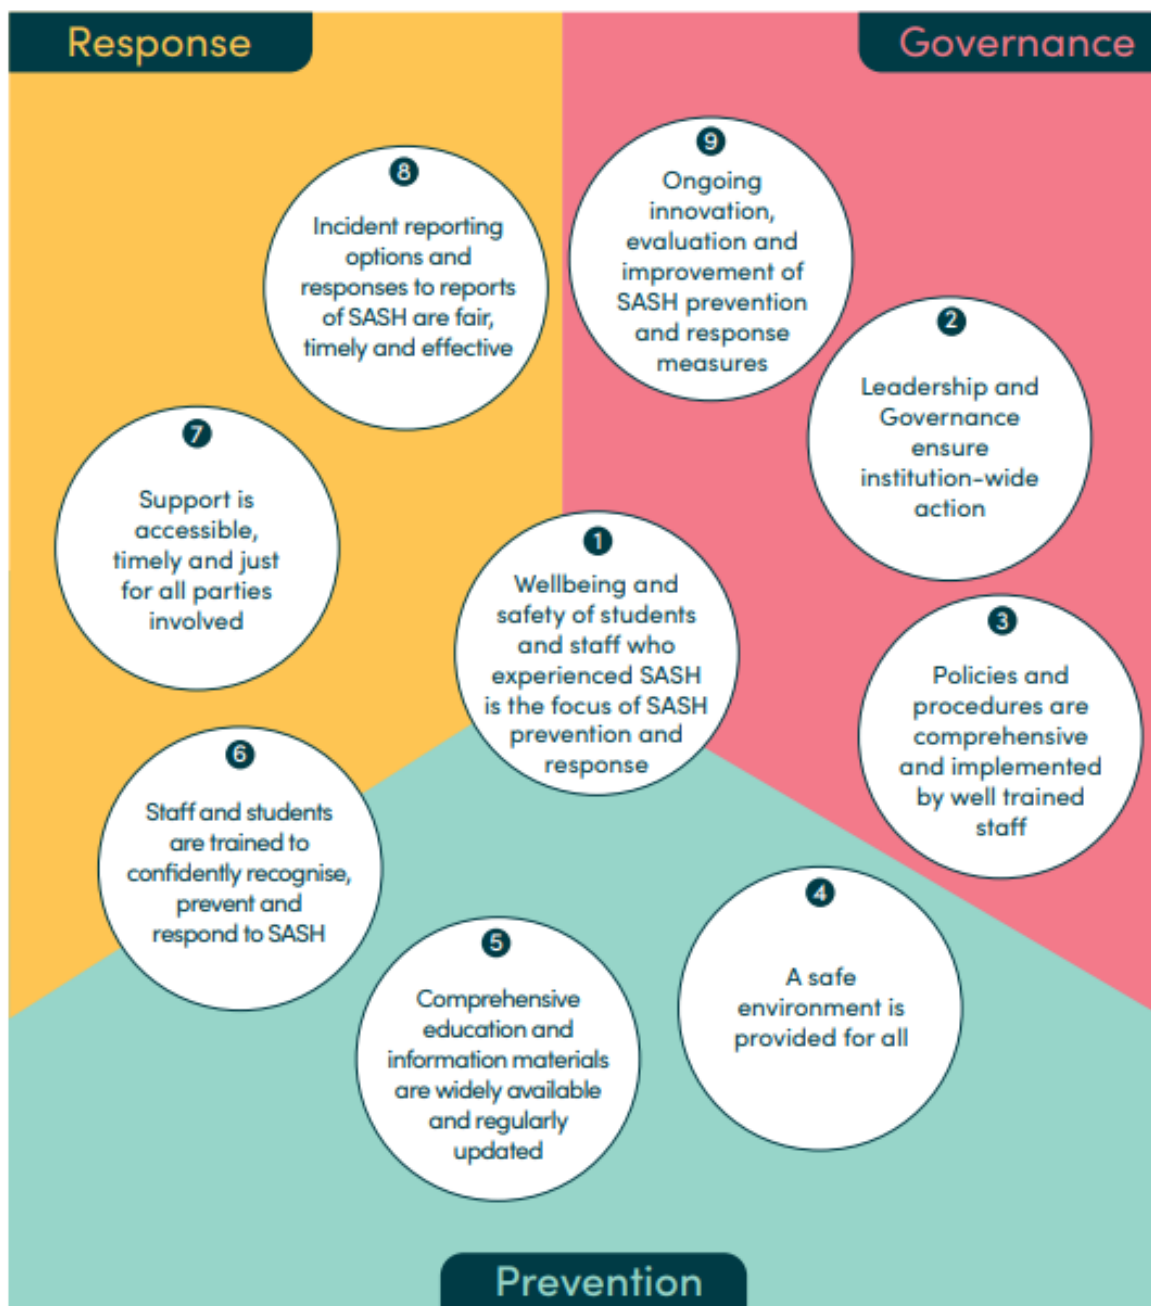 Response
Governance
8
Incident reporting
options and
responses to reports
of SASH are fair,
timely and effective
9
Ongoing
innovation,
evaluation and
improvement of
SASH prevention
and response
measures
2
Leadership and
Governance
ensure
institution-wide
action
7
Support is
accessible,
timely and just
for all parties
involved
1
Wellbeing and
safety of students
and staff who
experienced SASH
is the focus of SASH
prevention and
response
3
Policies and
procedures are
comprehensive
and implemented
by well trained
staff
6
Staff and students
are trained to
confidently recognise,
prevent and
respond to SASH
5
Comprehensive
education and
information materials
are widely available
and regularly
updated
4
A safe
environment is
provided for all
Prevention